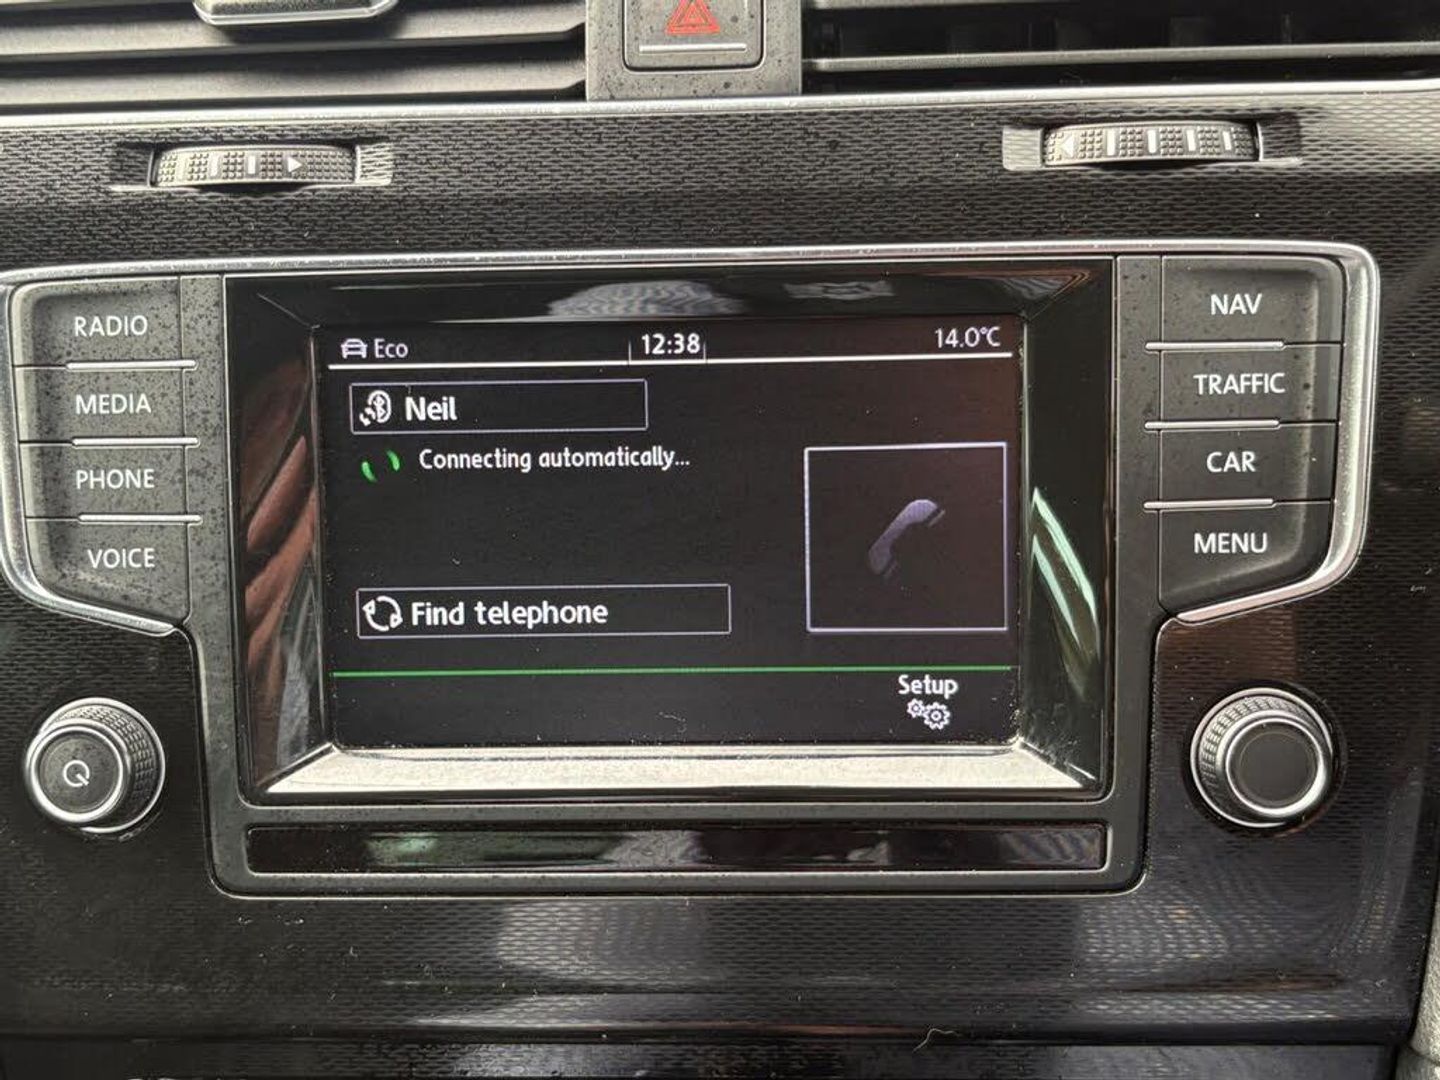 RADIO
MEDIA
PHONE
VOICE
Eco
12:38
14.0°C
Neil
Connecting automatically...
Find telephone
Setup
NAV
TRAFFIC
CAR
MENU